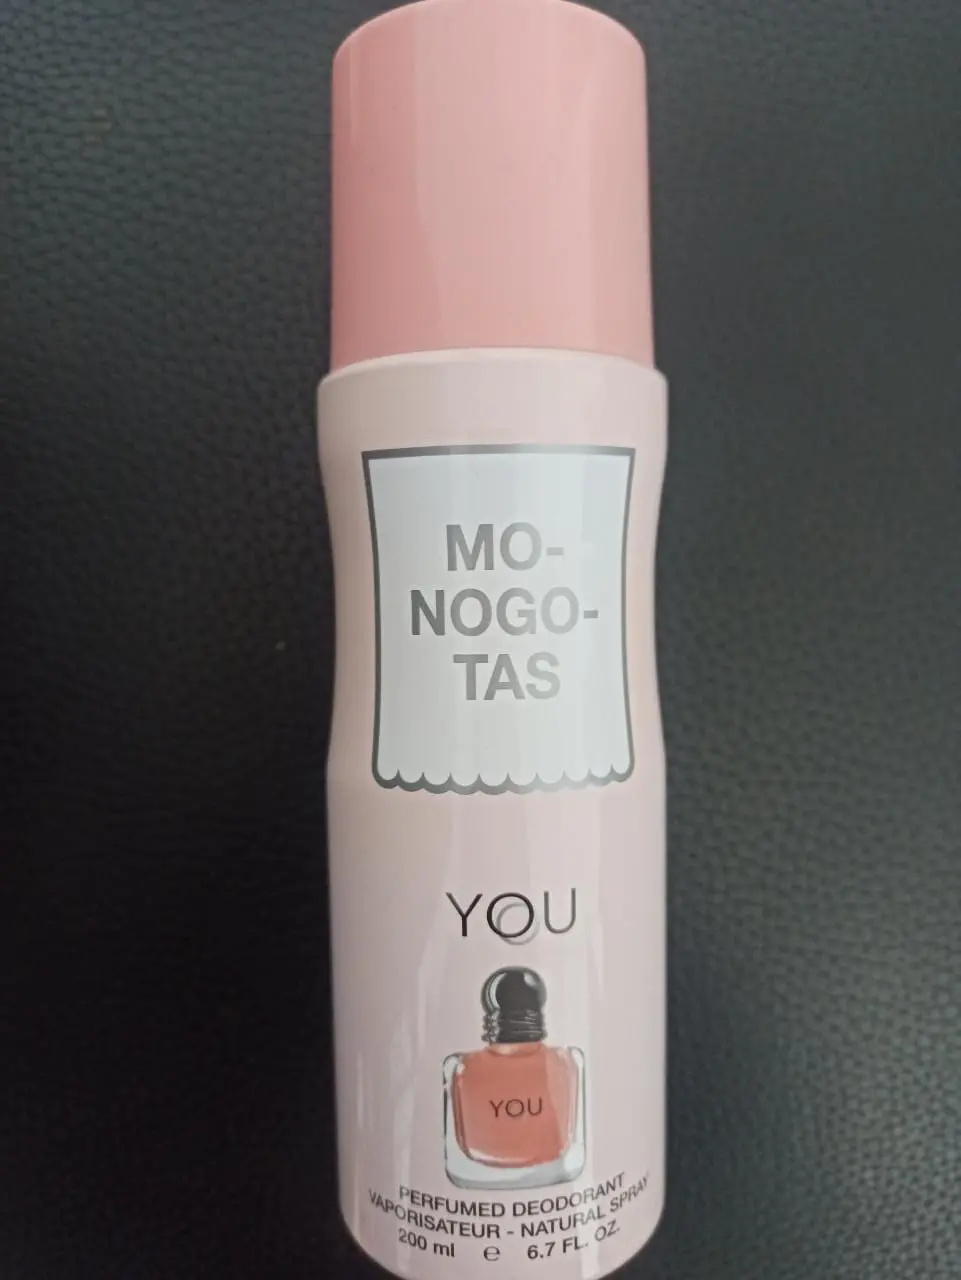 MO-
NOGO-
TAS
YOU
YOU
PERFUMED DEODORANT
VAPORISATEUR - NATURAL SPRAY
200 ml e 6.7 FL. OZ.